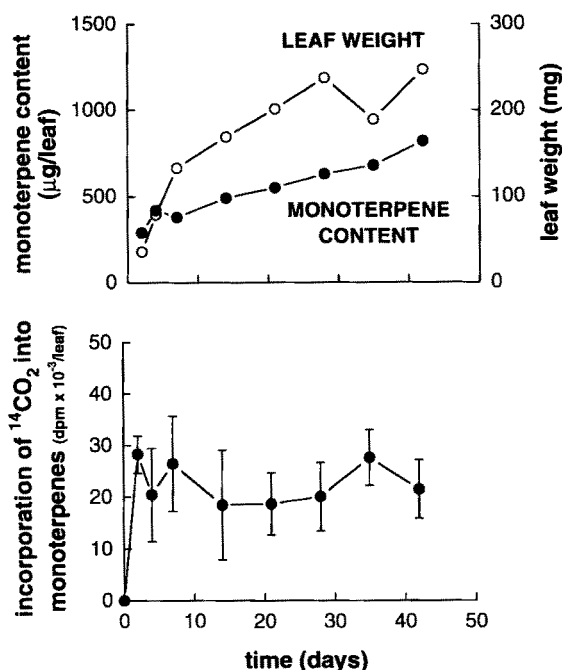 1500
1000
500
0
monoterpene content
(μg/leaf)
LEAF WEIGHT
MONOTERPENE
CONTENT
300
200
100
0
leaf weight (mg)
50
40
30
20
10
0
incorporation of ¹⁴CO₂ into
monoterpenes (dpm x 10⁻³/leaf)
0 10 20 30 40 50
time (days)